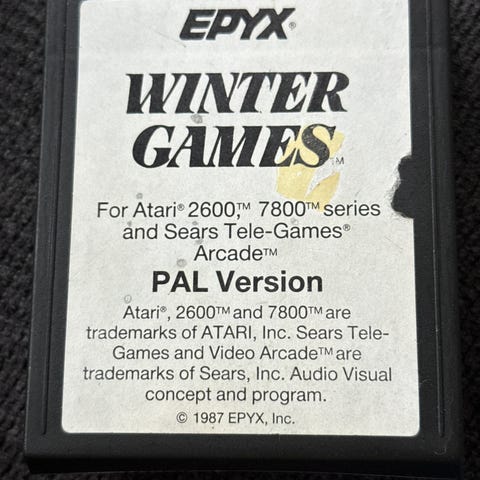 EPYX®
WINTER
GAMES™
For Atari® 2600,™ 7800™ series
and Sears Tele-Games®
Arcade™
PAL Version
Atari®, 2600™ and 7800™ are
trademarks of ATARI, Inc. Sears Tele-
Games and Video Arcade™ are
trademarks of Sears, Inc. Audio Visual
concept and program.
© 1987 EPYX, Inc.